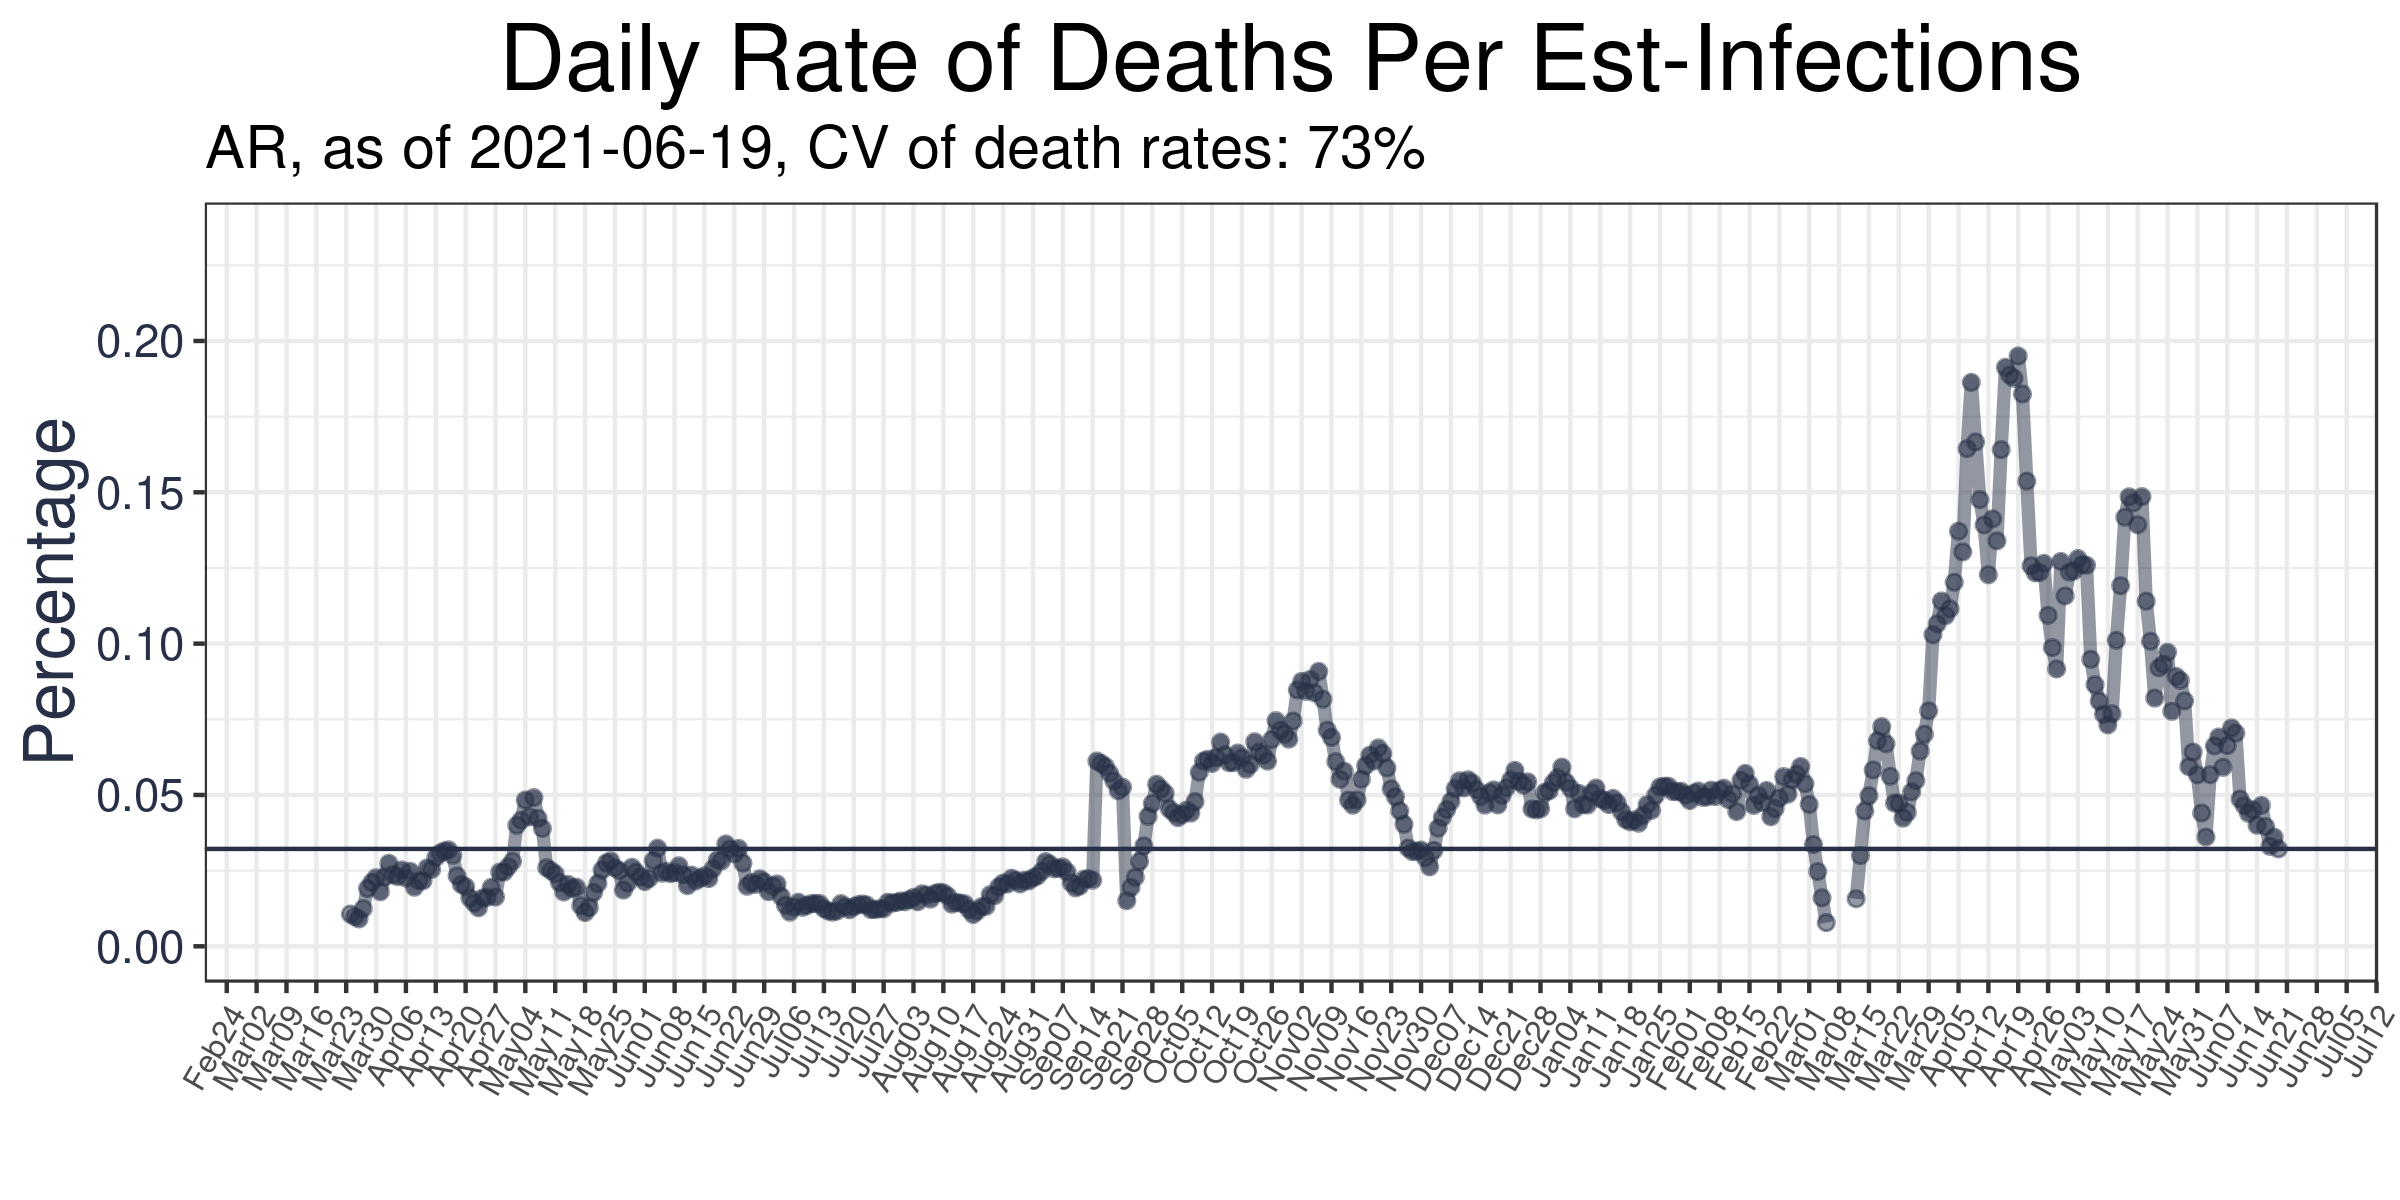 Daily Rate of Deaths Per Est-Infections
AR, as of 2021-06-19, CV of death rates: 73%
Percentage
0.20
0.15
0.10
0.05
0.00
Feb24
Mar02
Mar09
Mar16
Mar23
Mar30
Apr06
Apr13
Apr20
Apr27
May04
May11
May18
May25
Jun01
Jun08
Jun15
Jun22
Jun29
Jul06
Jul13
Jul20
Jul27
Aug03
Aug10
Aug17
Aug24
Aug31
Sep07
Sep14
Sep21
Sep28
Oct05
Oct12
Oct19
Oct26
Nov02
Nov09
Nov16
Nov23
Nov30
Dec07
Dec14
Dec21
Dec28
Jan04
Jan11
Jan18
Jan25
Feb01
Feb08
Feb15
Feb22
Mar01
Mar08
Mar15
Mar22
Mar29
Apr05
Apr12
Apr19
Apr26
May03
May10
May17
May24
May31
Jun07
Jun14
Jun21
Jun28
Jul05
Jul12